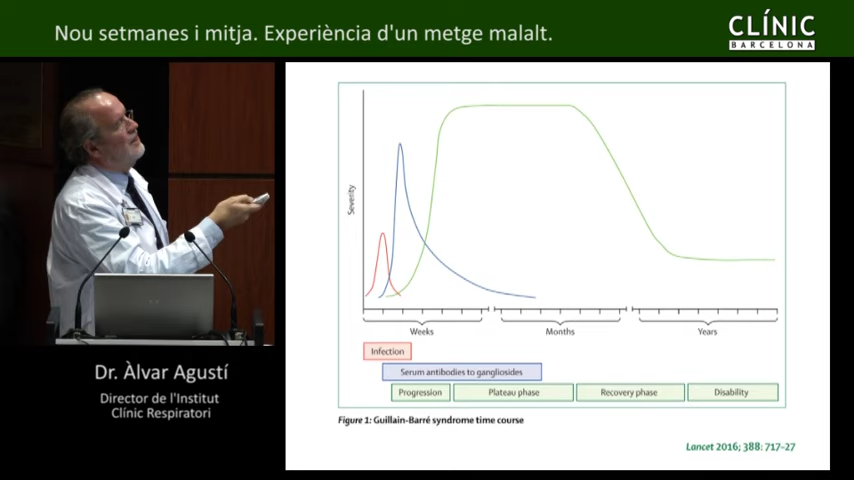 Nou setmanes i mitja. Experiència d'un metge malalt.
CLÍNIC
BARCELONA
Severity
Weeks
Months
Years
Infection
Serum antibodies to gangliosides
Progression
Plateau phase
Recovery phase
Disability
Figure 1: Guillain-Barré syndrome time course
Lancet 2016; 388: 717-27
Dr. Àlvar Agustí
Director de l'Institut
Clínic Respiratori